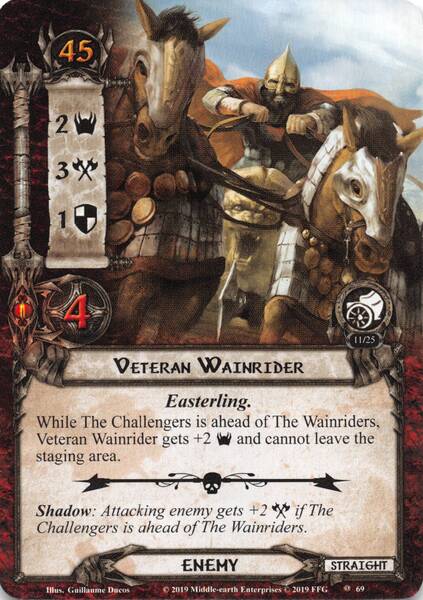 45
2
3
1
4
11/25
Veteran Wainrider
Easterling.
While The Challengers is ahead of The Wainriders,
Veteran Wainrider gets +2 and cannot leave the
staging area.
Shadow: Attacking enemy gets +2 if The
Challengers is ahead of The Wainriders.
ENEMY
STRAIGHT
Illus. Guillaume Ducos
© 2019 Middle-earth Enterprises © 2019 FFG
69